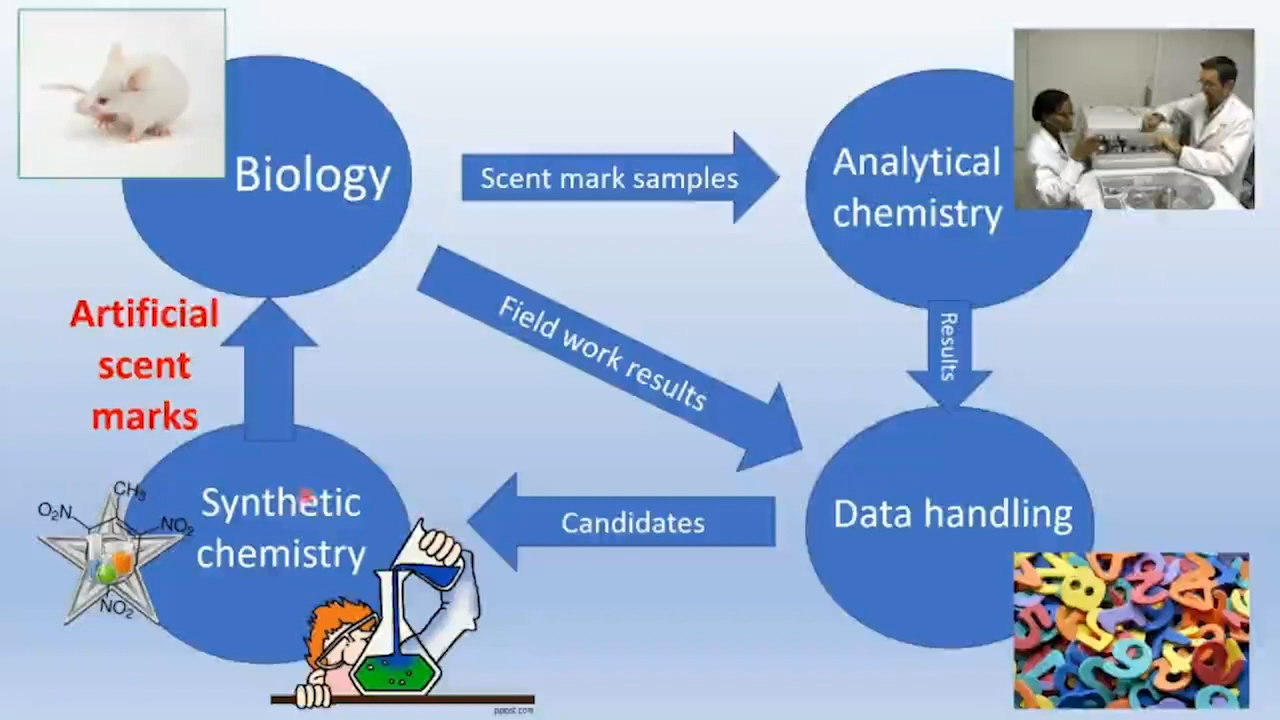 Biology
Scent mark samples
Analytical
chemistry
Field work results
Results
Artificial
scent
marks
Synthetic
chemistry
Candidates
Data handling
CH₃
O₂N
NO₂
NO₂